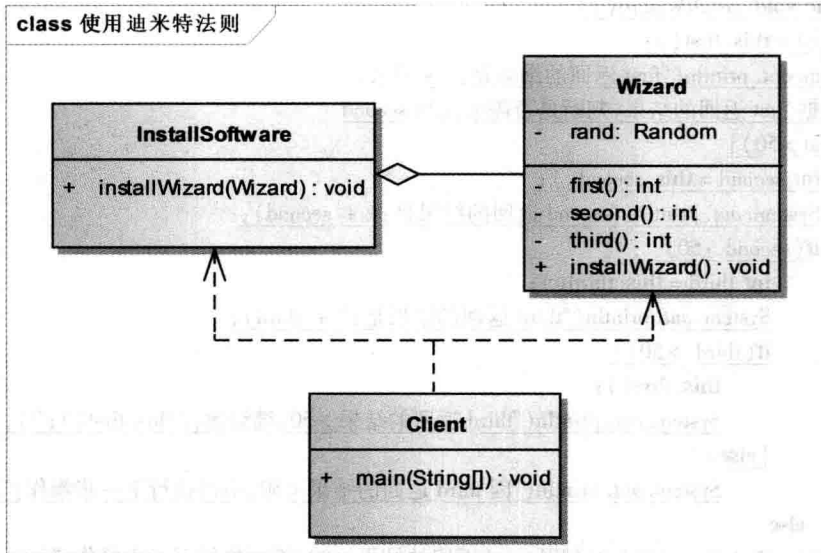 class 使用迪米特法则
InstallSoftware
+ installWizard(Wizard) : void
Wizard
- rand: Random
- first() : int
- second() : int
- third() : int
+ installWizard() : void
Client
+ main(String[]) : void